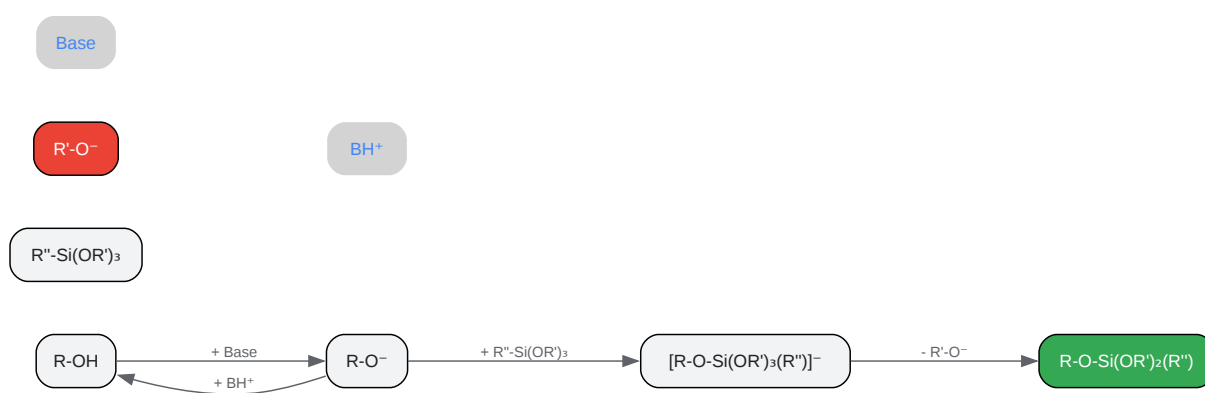 Base
R'-O⁻
BH⁺
R"-Si(OR')₃
R-OH
+ Base
+ BH⁺
R-O⁻
+ R"-Si(OR')₃
[R-O-Si(OR')₃(R")]⁻
- R'-O⁻
R-O-Si(OR')₂(R")